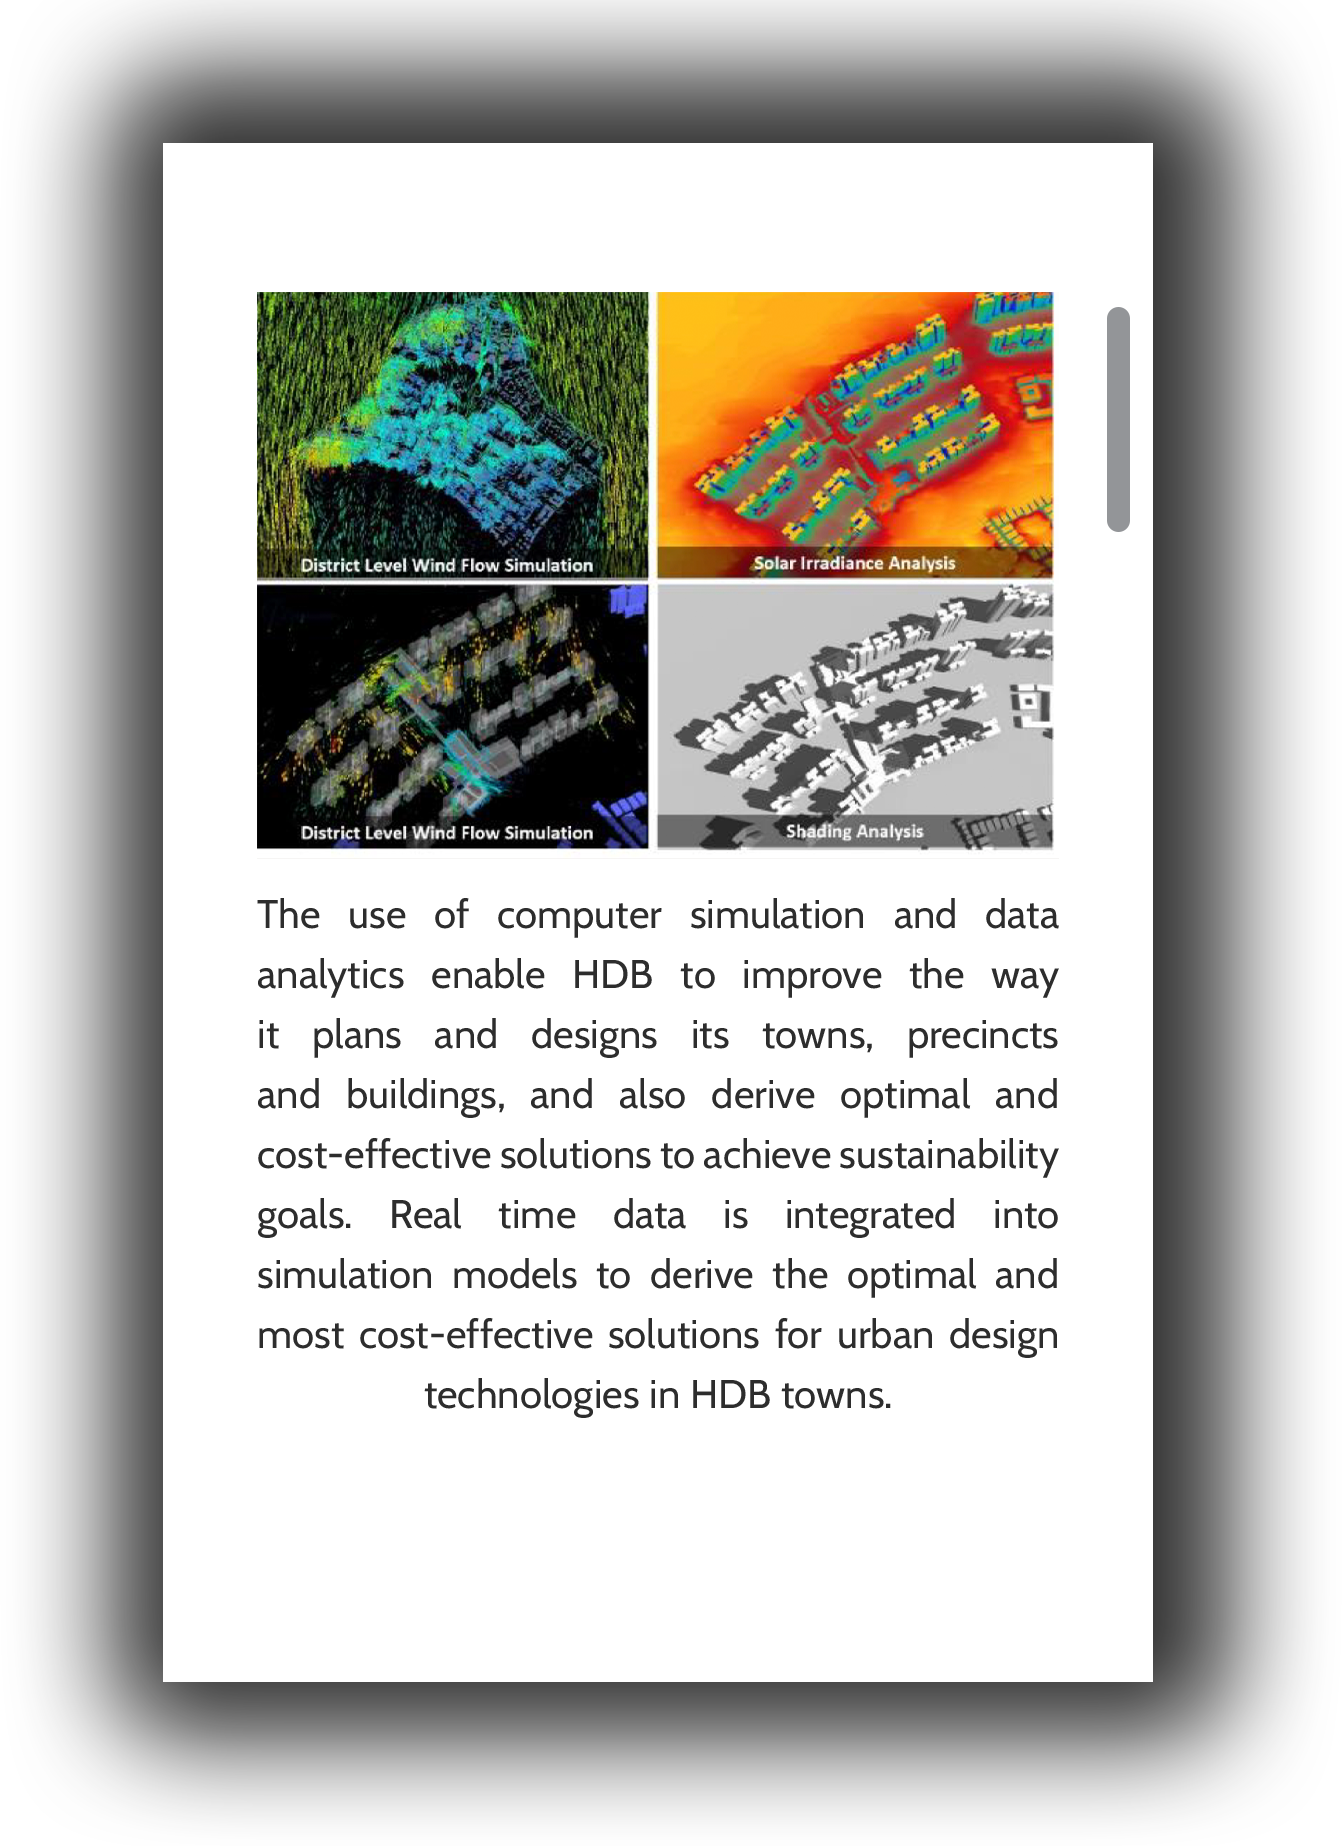 District Level Wind Flow Simulation
Solar Irradiance Analysis
District Level Wind Flow Simulation
Shading Analysis
The use of computer simulation and data
analytics enable HDB to improve the way
it plans and designs its towns, precincts
and buildings, and also derive optimal and
cost-effective solutions to achieve sustainability
goals. Real time data is integrated into
simulation models to derive the optimal and
most cost-effective solutions for urban design
technologies in HDB towns.